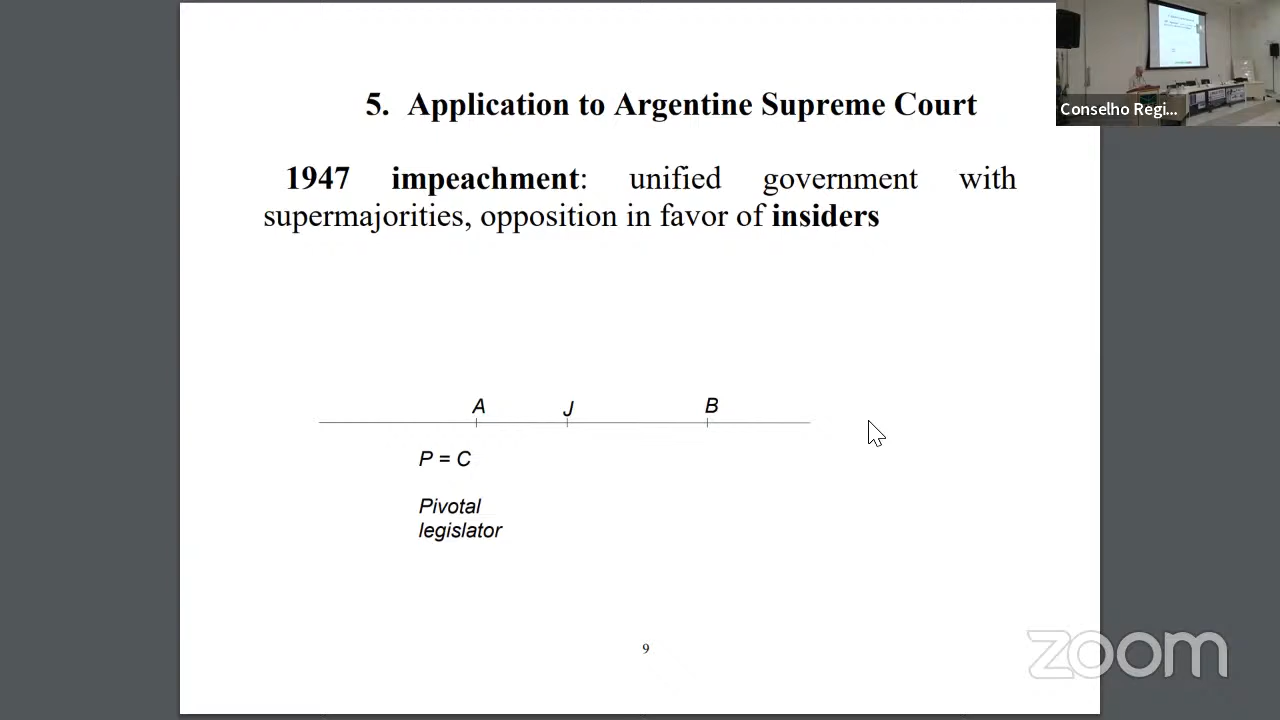 5. Application to Argentine Supreme Court
Conselho Regi...
1947 impeachment: unified government with
supermajorities, opposition in favor of insiders
A J B
P = C
Pivotal
legislator
9
zoom